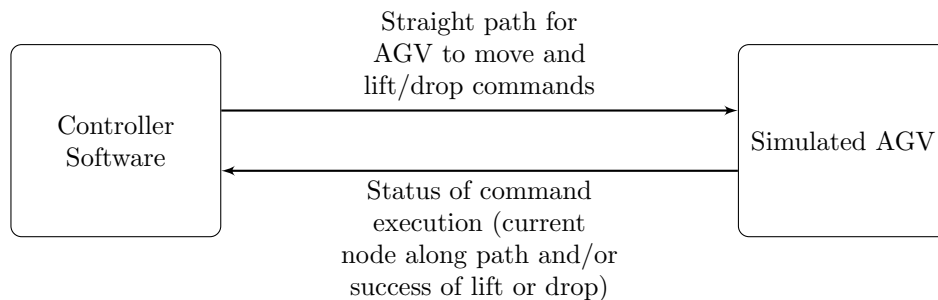 Straight path for
AGV to move and
lift/drop commands
Controller
Software
Simulated AGV
Status of command
execution (current
node along path and/or
success of lift or drop)